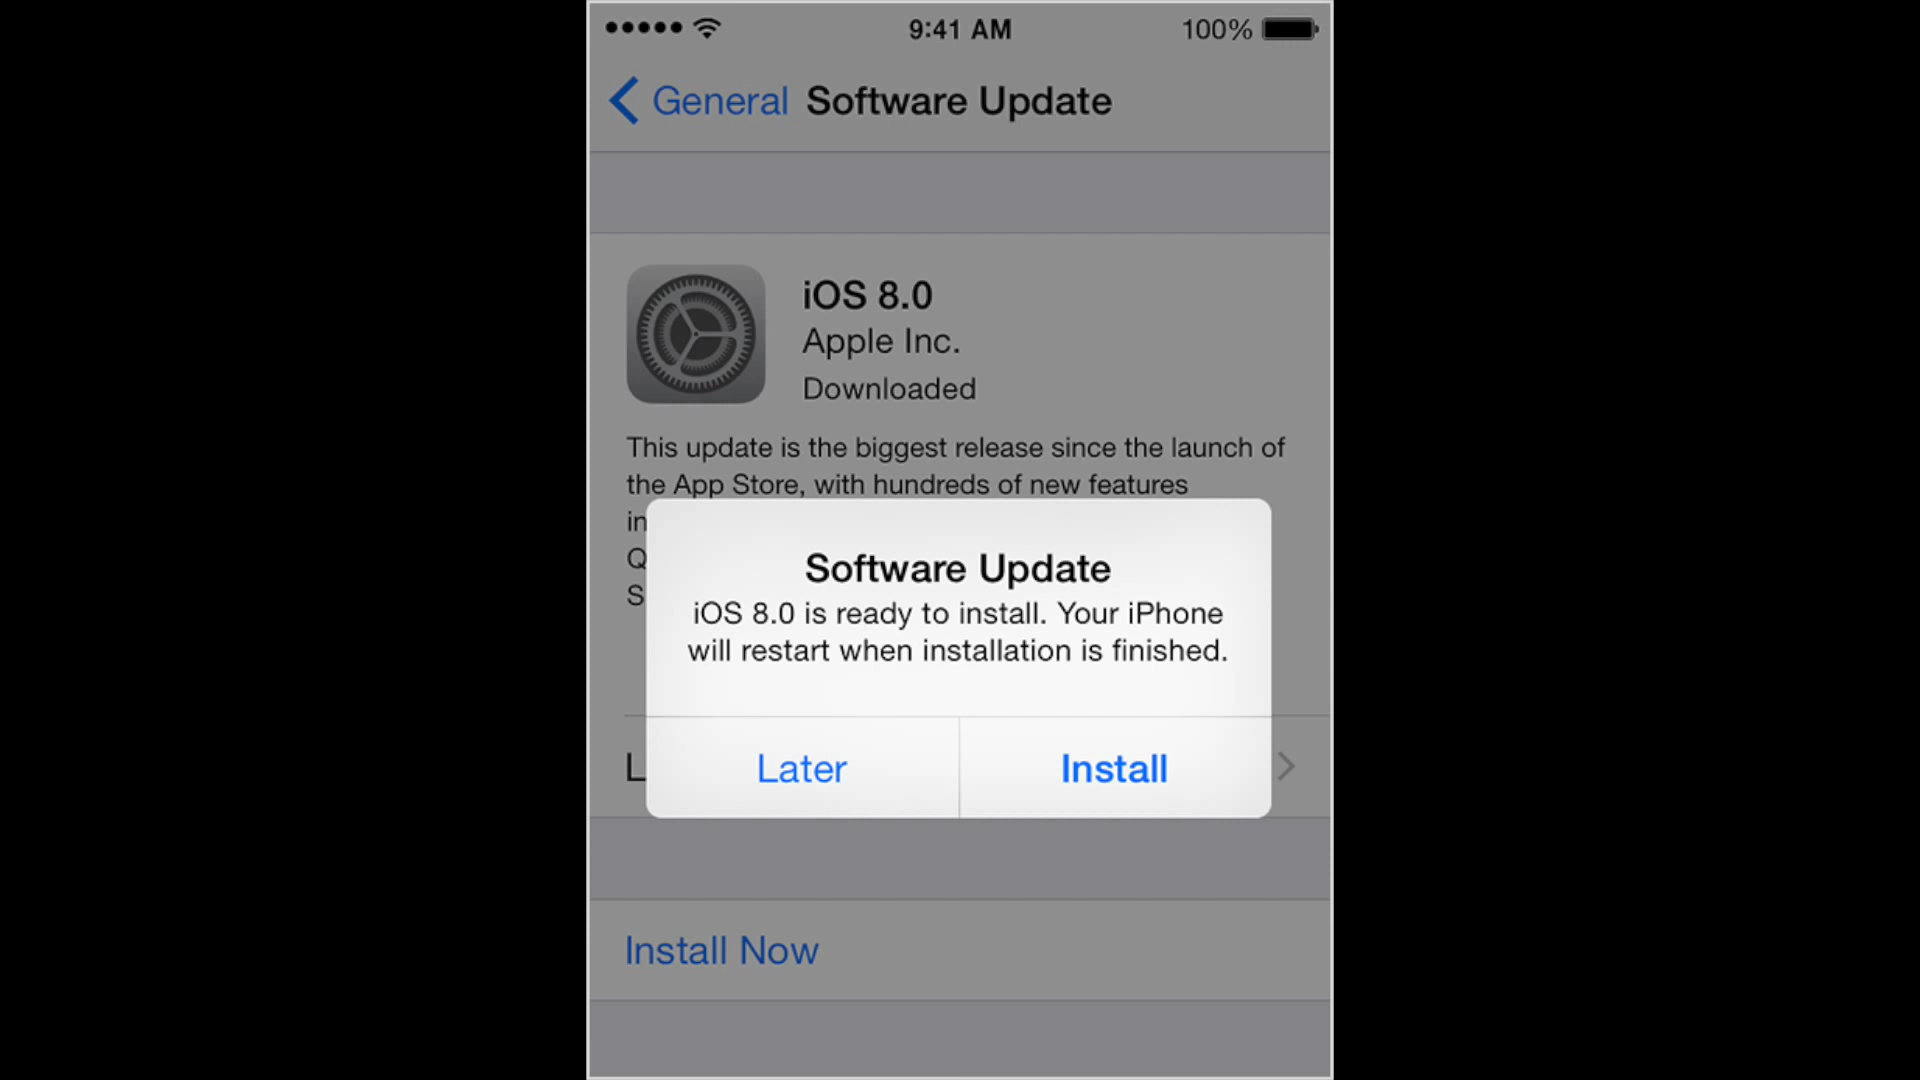 9:41 AM 100%
General Software Update
iOS 8.0
Apple Inc.
Downloaded
This update is the biggest release since the launch of
the App Store, with hundreds of new features
in
Q
S
Software Update
iOS 8.0 is ready to install. Your iPhone
will restart when installation is finished.
L
Later Install
Install Now